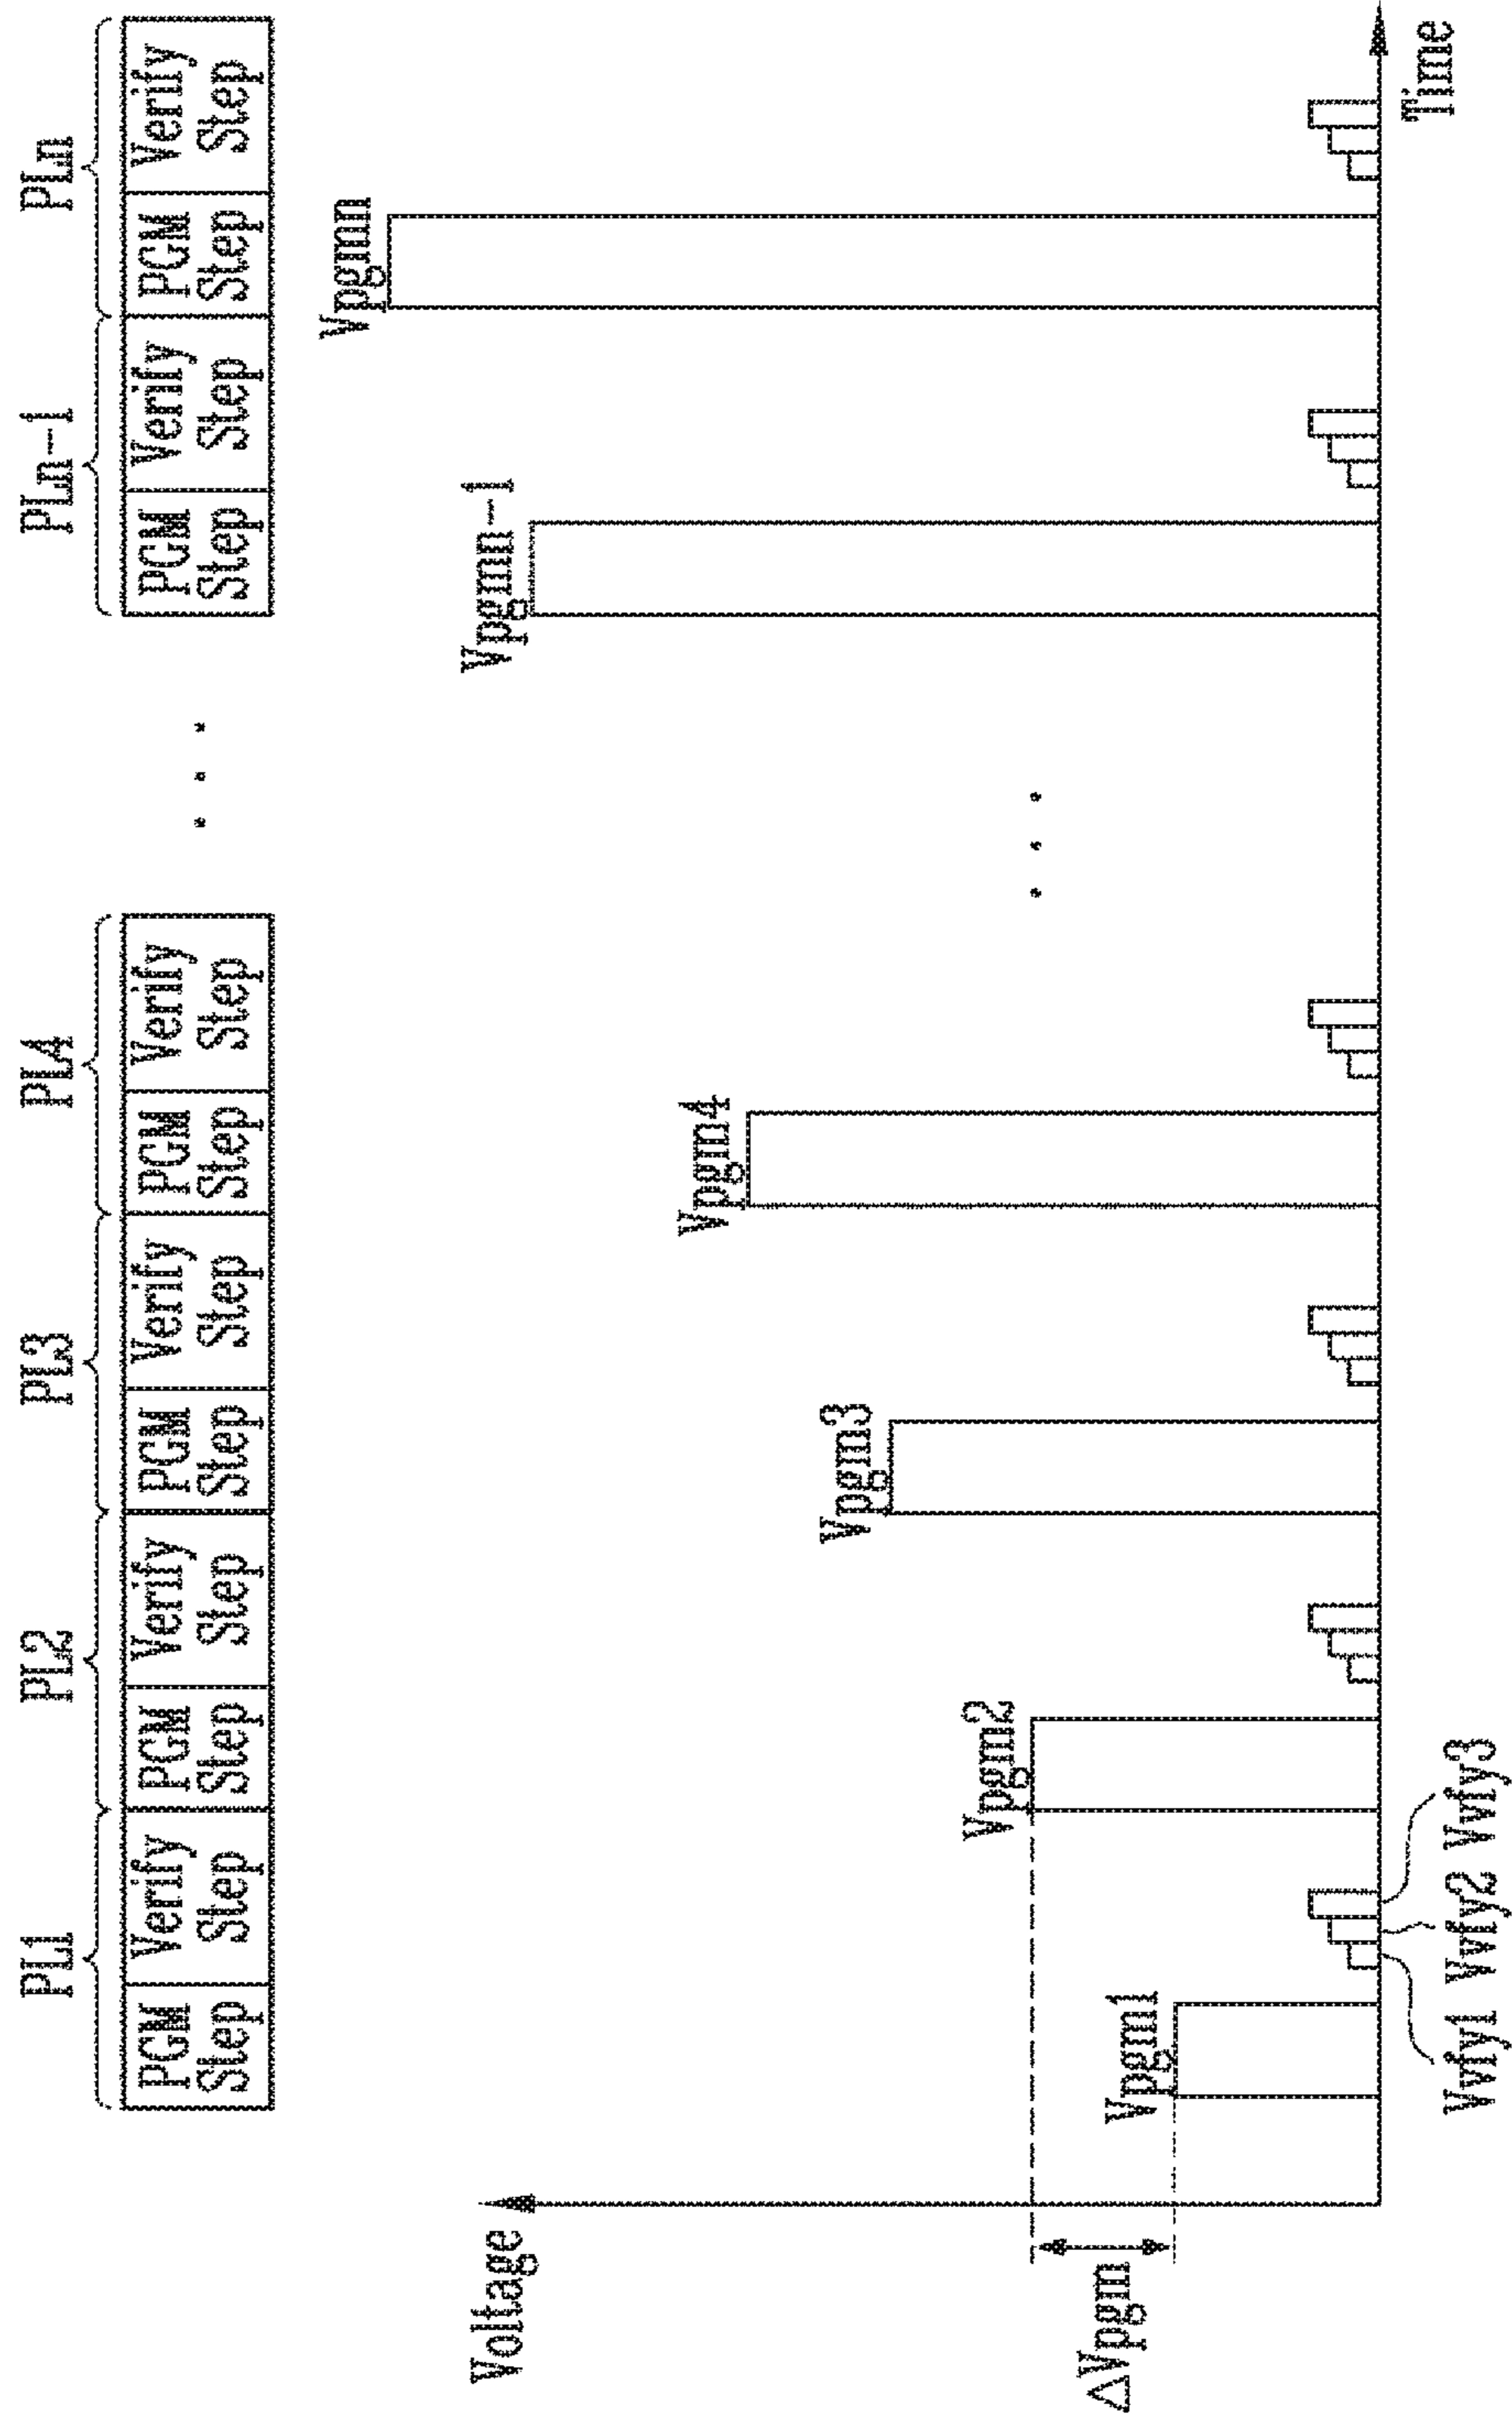 PL1 PL2 PL3 PL4 PLn-1 PLn
PGM Step Verify Step PGM Step Verify Step PGM Step Verify Step PGM Step Verify Step ... PGM Step Verify Step PGM Step Verify Step
Voltage
Vpgmn
Vpgmn-1
Vpgm4
Vpgm3
Vpgm2
Vpgm1
△Vpgm
...
Time
Vvfy1 Vvfy2 Vvfy3